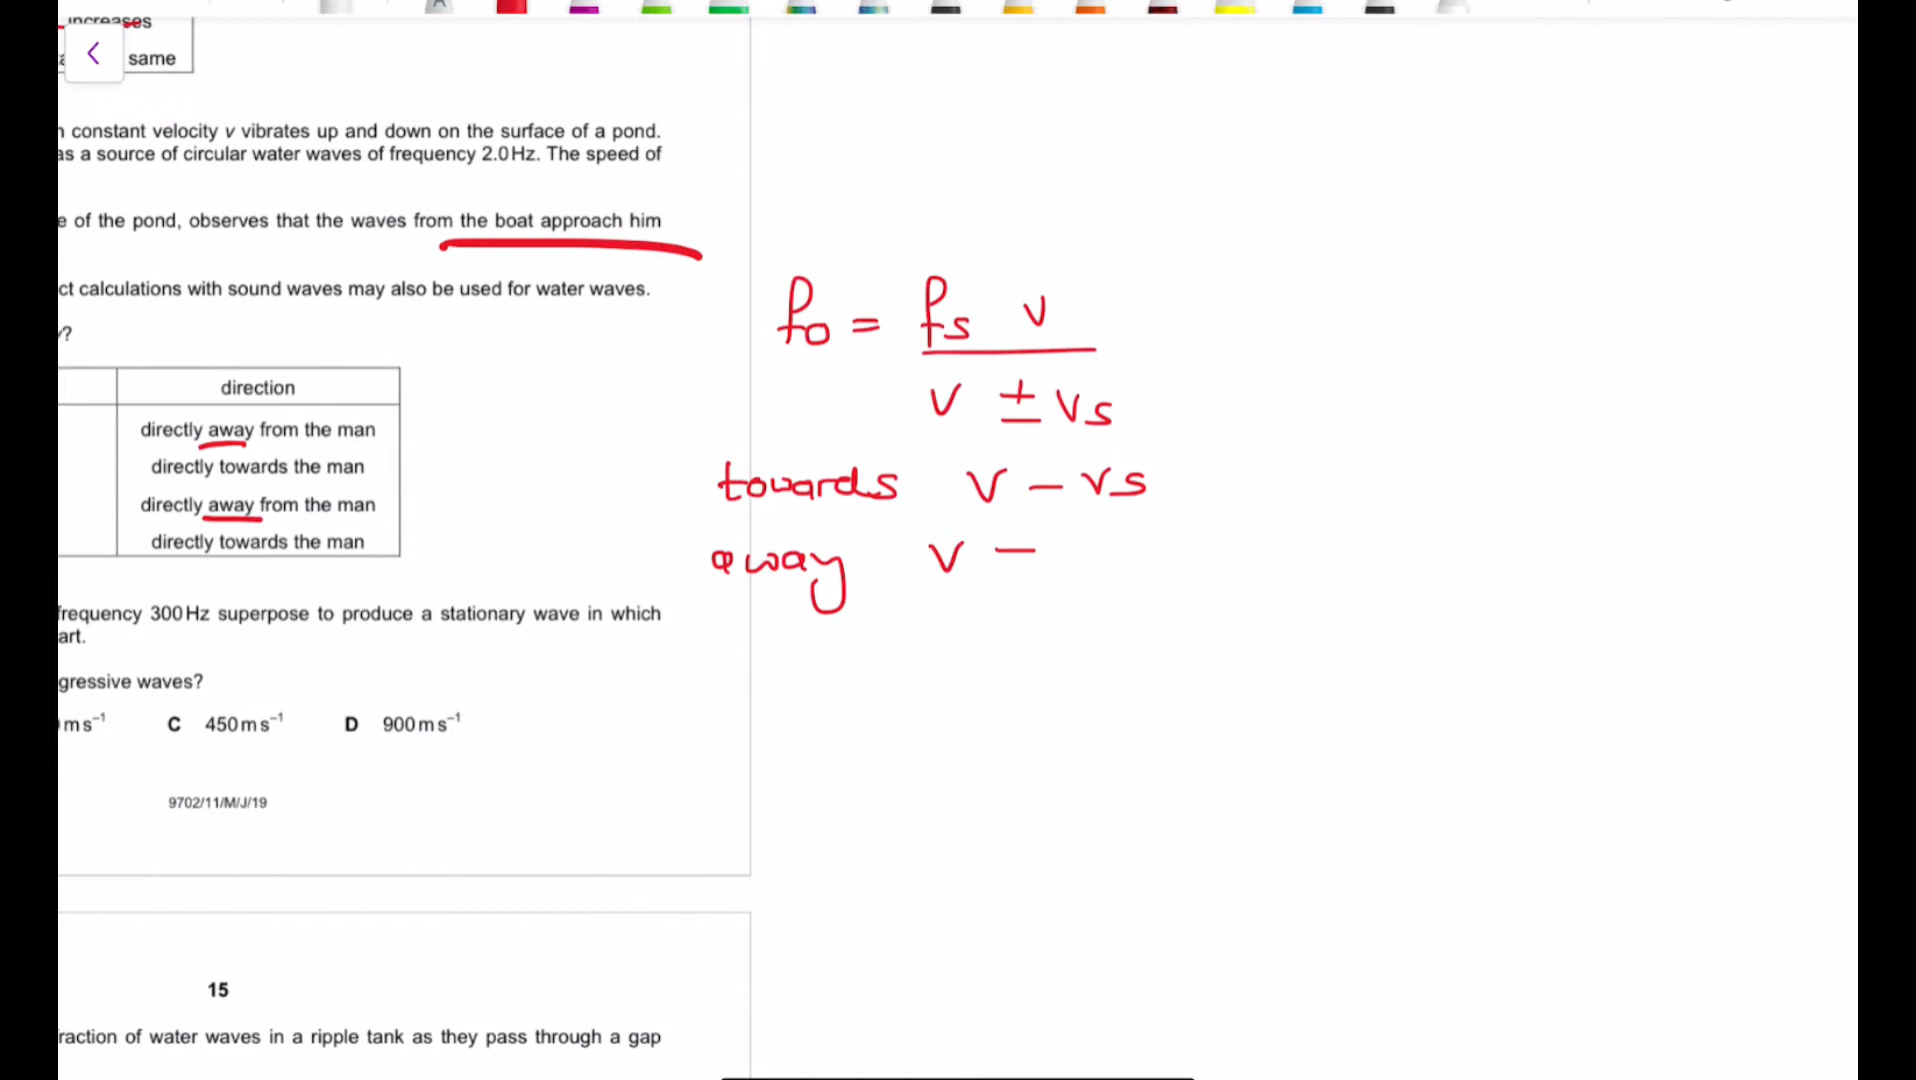 increases
same
constant velocity v vibrates up and down on the surface of a pond.
as a source of circular water waves of frequency 2.0 Hz. The speed of
e of the pond, observes that the waves from the boat approach him
ct calculations with sound waves may also be used for water waves.
?
direction
directly away from the man
directly towards the man
directly away from the man
directly towards the man
frequency 300 Hz superpose to produce a stationary wave in which
art.
gressive waves?
m s⁻¹ C 450 m s⁻¹ D 900 m s⁻¹
9702/11/M/J/19
15
raction of water waves in a ripple tank as they pass through a gap
fo = fs v
v ± vs
towards v – vs
away v –